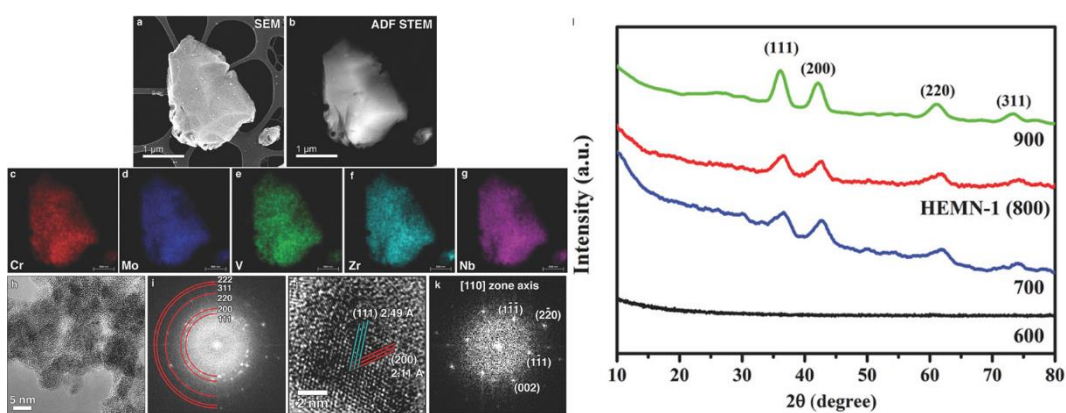 a SEM
1 µm
b ADF STEM
1 µm
c
Cr
d
Mo
e
V
f
Zr
g
Nb
h
5 nm
i
222
311
220
200
111
(111) 2.49 Å
(200)
2.11 Å
2 nm
k [110] zone axis
(002)
l
Intensity (a.u.)
(111)
(200)
(220)
(311)
900
HEMN-1 (800)
700
600
10 20 30 40 50 60 70 80
2θ (degree)